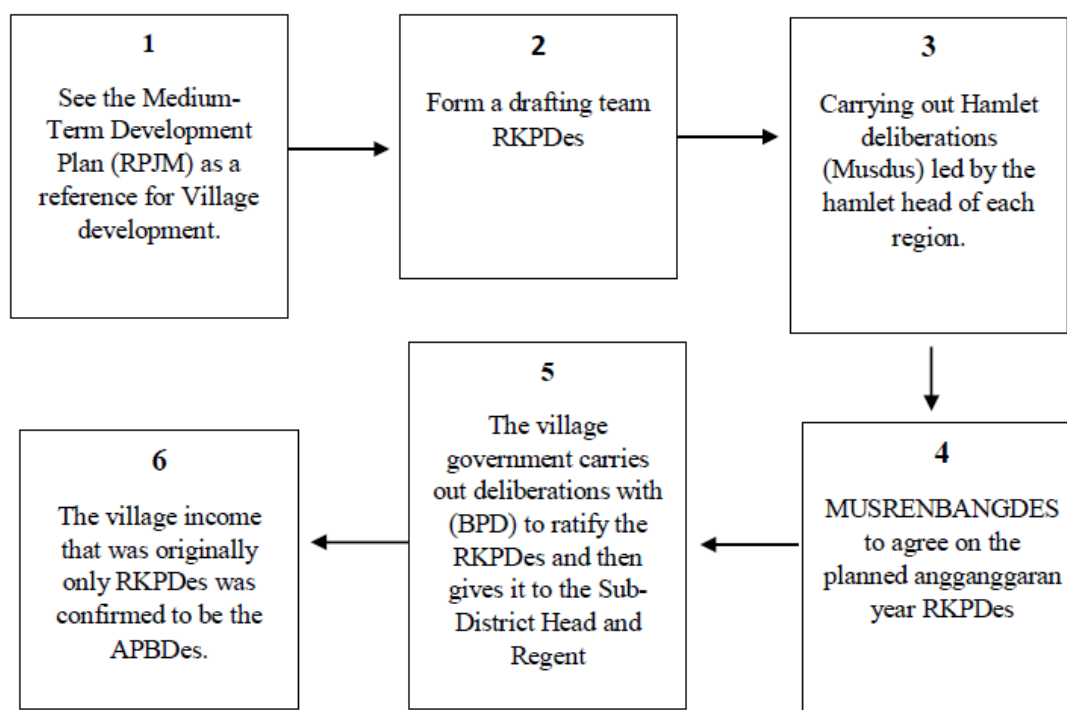 1
See the Medium-
Term Development
Plan (RPJM) as a
reference for Village
development.
2
Form a drafting team
RKPDes
3
Carrying out Hamlet
deliberations
(Musdus) led by the
hamlet head of each
region.
4
MUSRENBANGDES
to agree on the
planned angganggaran
year RKPDes
5
The village
government carries
out deliberations with
(BPD) to ratify the
RKPDes and then
gives it to the Sub-
District Head and
Regent
6
The village income
that was originally
only RKPDes was
confirmed to be the
APBDes.